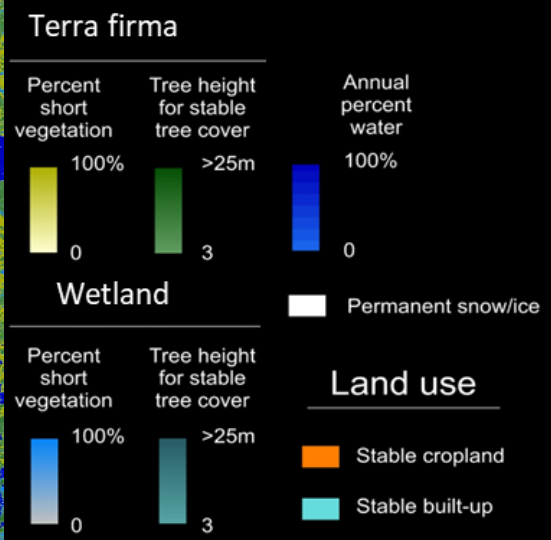 Terra firma
Percent
short
vegetation
100%
0
Tree height
for stable
tree cover
>25m
3
Annual
percent
water
100%
0
Permanent snow/ice
Wetland
Percent
short
vegetation
100%
0
Tree height
for stable
tree cover
>25m
3
Land use
Stable cropland
Stable built-up